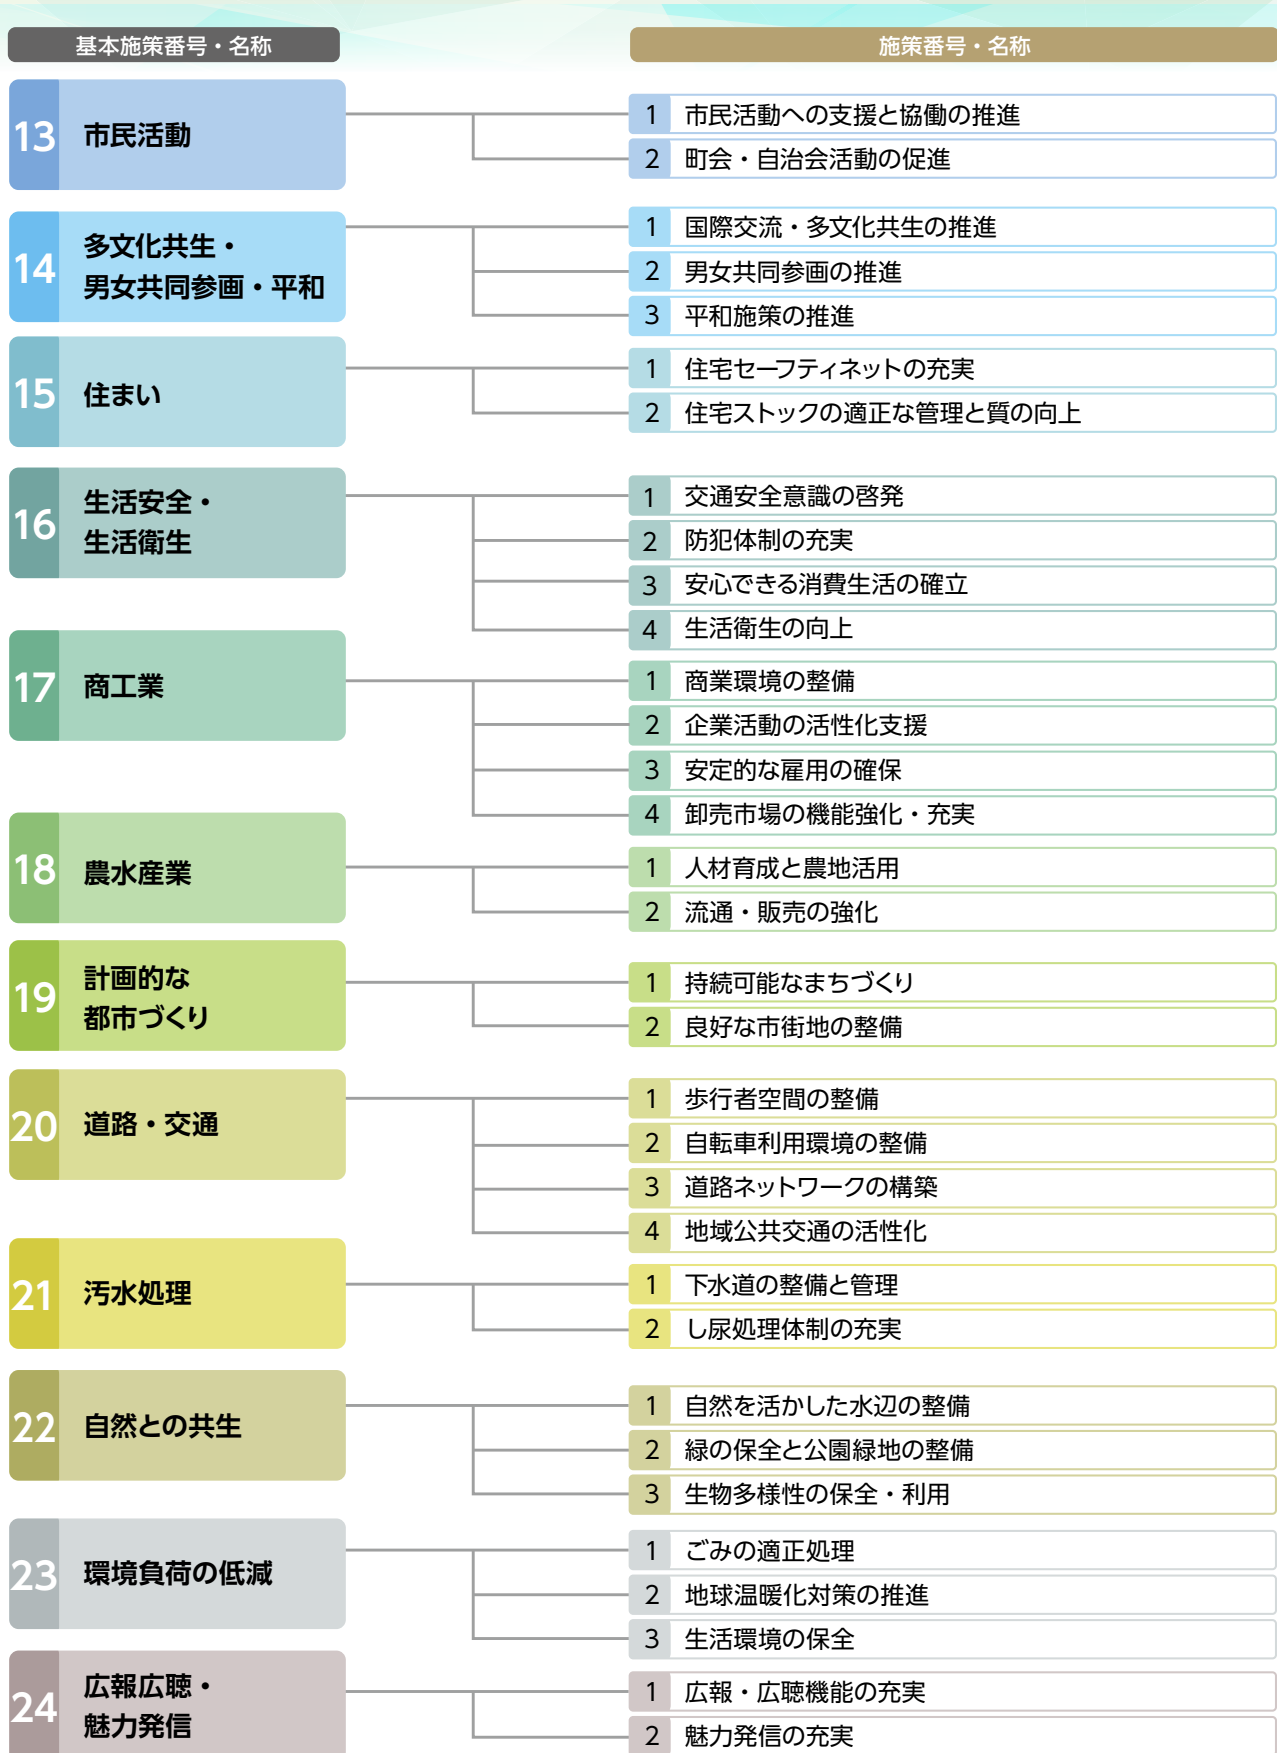 基本施策番号・名称
施策番号・名称
13 市民活動
1 市民活動への支援と協働の推進
2 町会・自治会活動の促進
14 多文化共生・
男女共同参画・平和
1 国際交流・多文化共生の推進
2 男女共同参画の推進
3 平和施策の推進
15 住まい
1 住宅セーフティネットの充実
2 住宅ストックの適正な管理と質の向上
16 生活安全・
生活衛生
1 交通安全意識の啓発
2 防犯体制の充実
3 安心できる消費生活の確立
4 生活衛生の向上
17 商工業
1 商業環境の整備
2 企業活動の活性化支援
3 安定的な雇用の確保
4 卸売市場の機能強化・充実
18 農水産業
1 人材育成と農地活用
2 流通・販売の強化
19 計画的な
都市づくり
1 持続可能なまちづくり
2 良好な市街地の整備
20 道路・交通
1 歩行者空間の整備
2 自転車利用環境の整備
3 道路ネットワークの構築
4 地域公共交通の活性化
21 汚水処理
1 下水道の整備と管理
2 し尿処理体制の充実
22 自然との共生
1 自然を活かした水辺の整備
2 緑の保全と公園緑地の整備
3 生物多様性の保全・利用
23 環境負荷の低減
1 ごみの適正処理
2 地球温暖化対策の推進
3 生活環境の保全
24 広報広聴・
魅力発信
1 広報・広聴機能の充実
2 魅力発信の充実